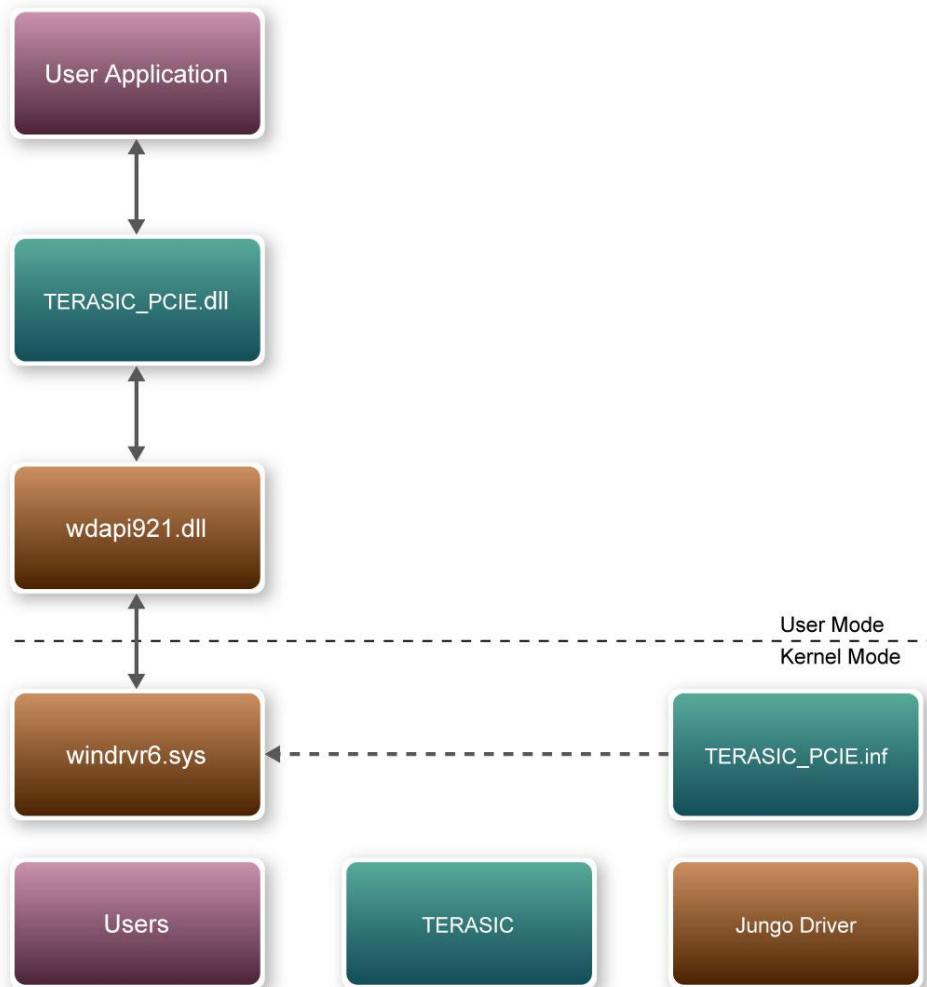 User Application
TERASIC_PCIE.dll
wdapi921.dll
User Mode
Kernel Mode
windrvr6.sys
TERASIC_PCIE.inf
Users
TERASIC
Jungo Driver